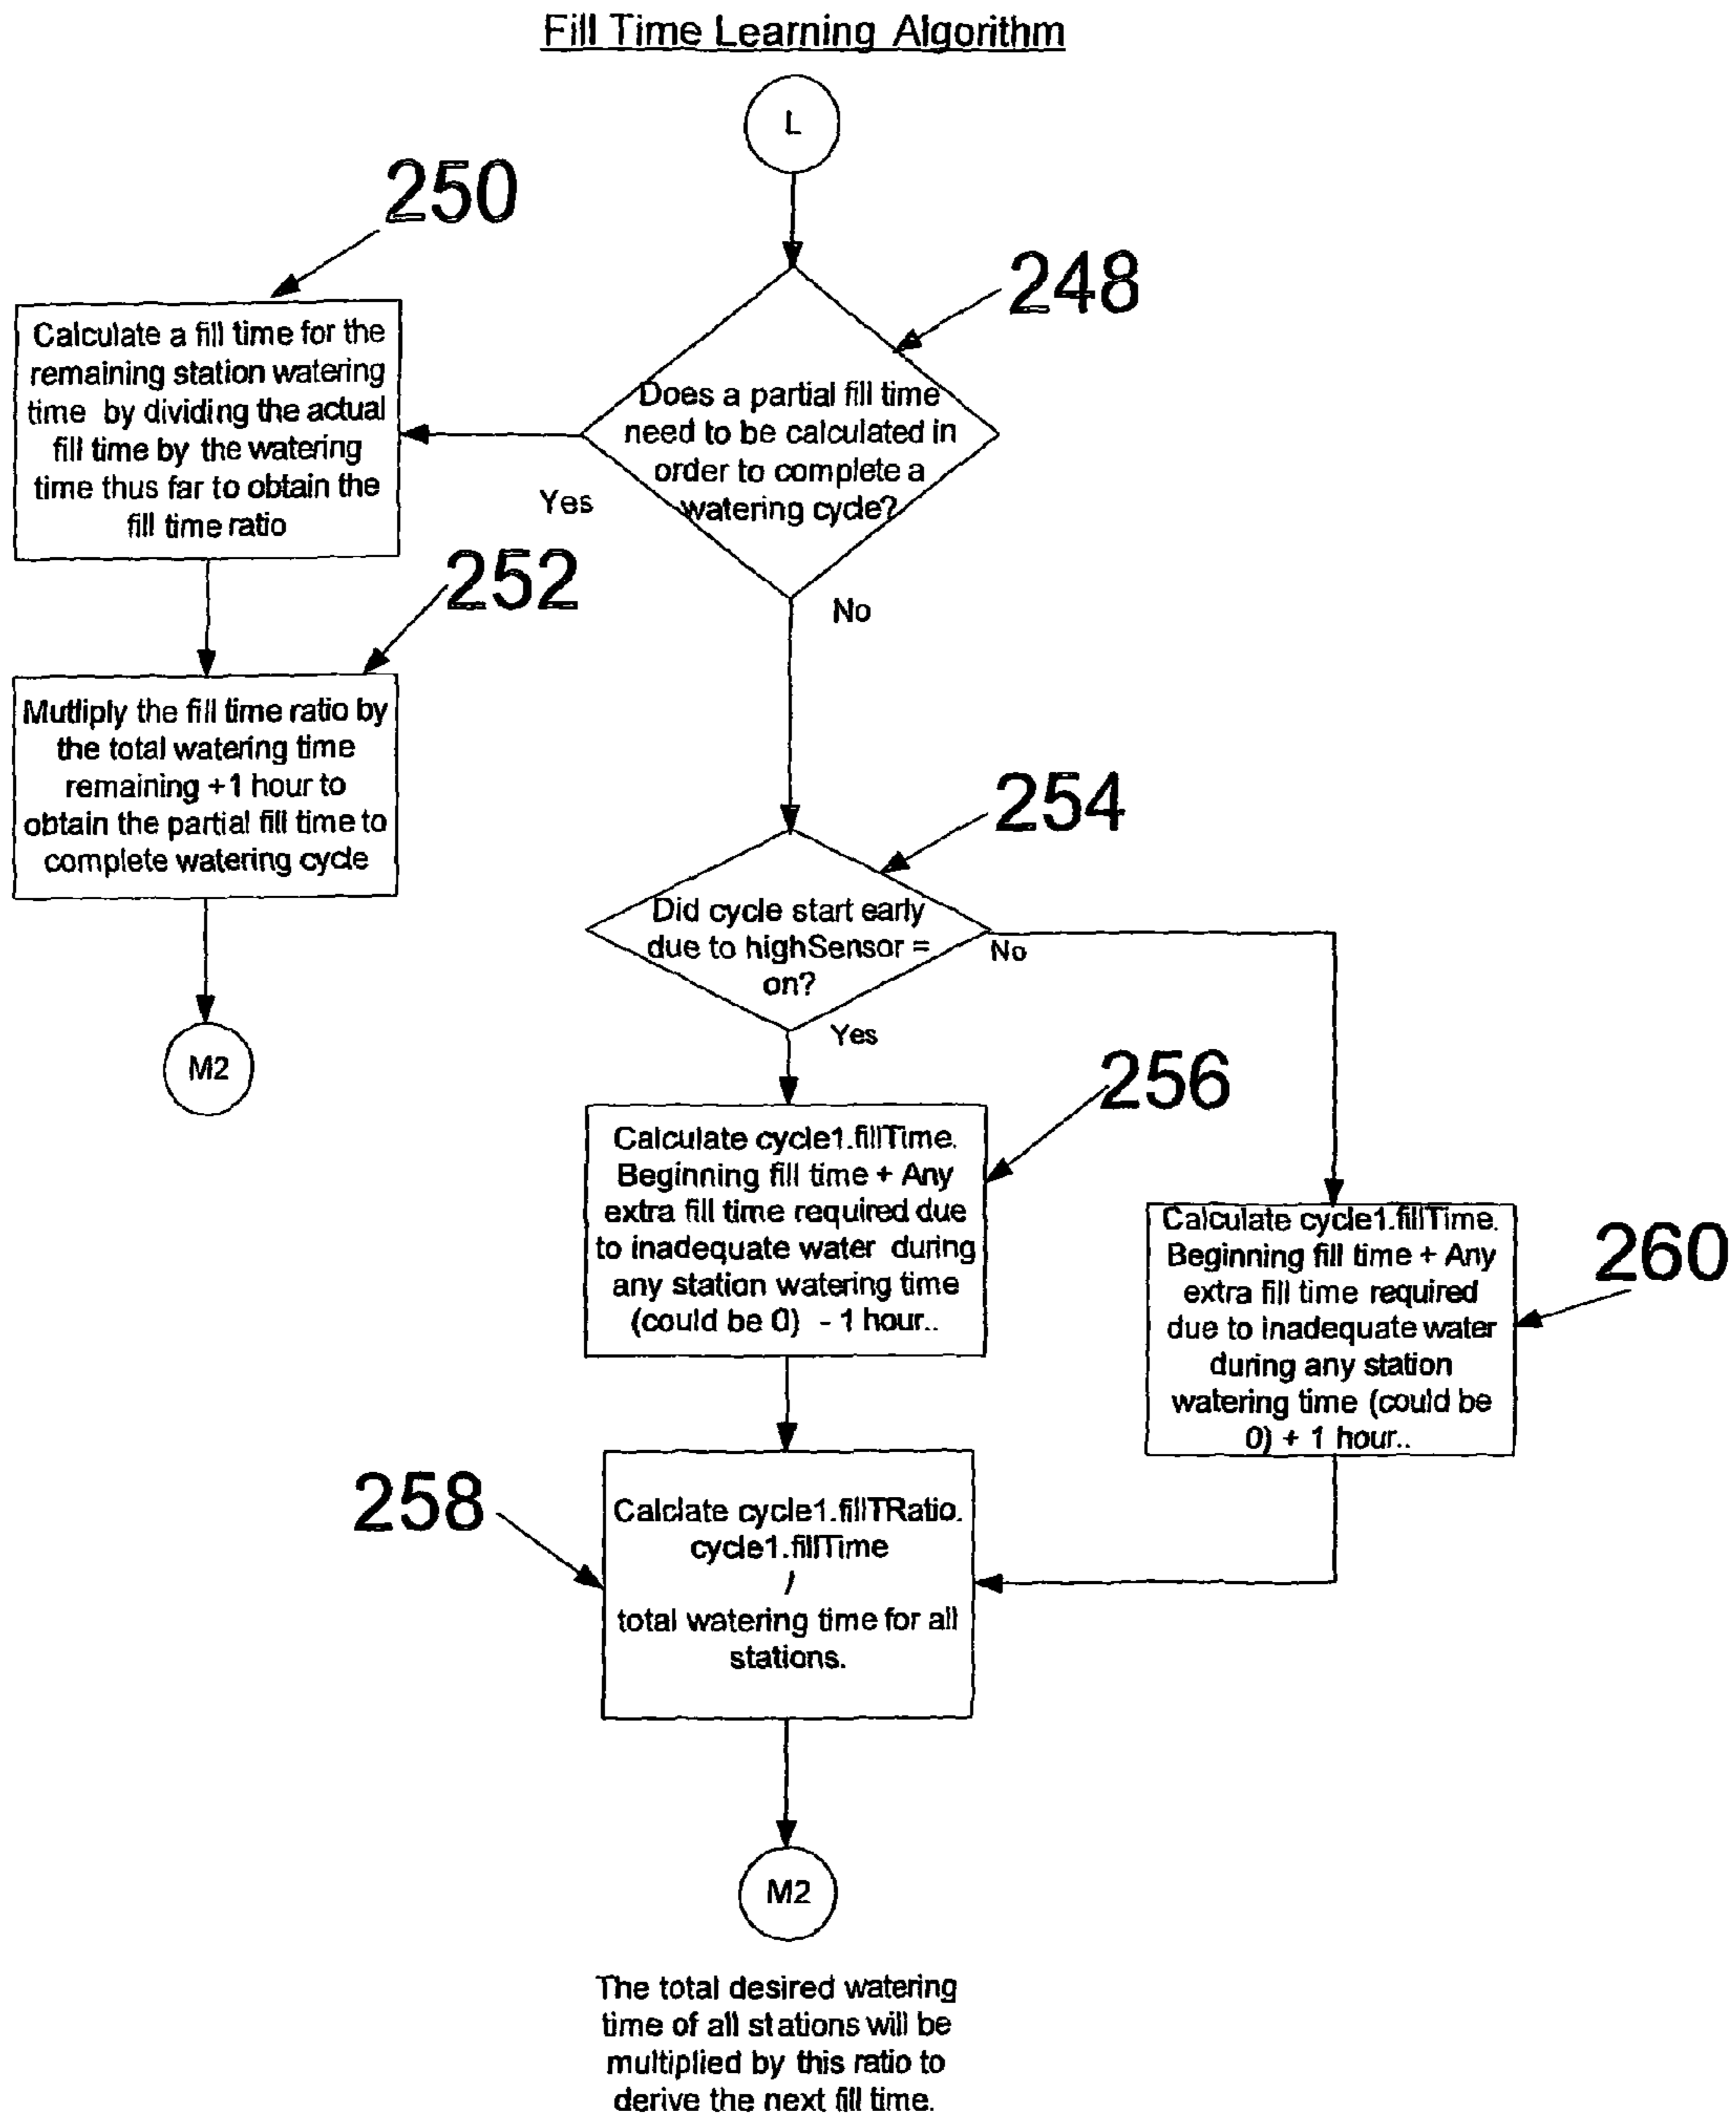 Fill Time Learning Algorithm
L
250
248
Calculate a fill time for the
remaining station watering
time by dividing the actual
fill time by the watering
time thus far to obtain the
fill time ratio
Does a partial fill time
need to be calculated in
order to complete a
watering cycle?
Yes
No
252
Mutliply the fill time ratio by
the total watering time
remaining +1 hour to
obtain the partial fill time to
complete watering cycle
M2
254
Did cycle start early
due to highSensor =
on?
No
Yes
256
Calculate cycle1.fillTime.
Beginning fill time + Any
extra fill time required due
to inadequate water during
any station watering time
(could be 0) - 1 hour..
260
Calculate cycle1.fillTime.
Beginning fill time + Any
extra fill time required
due to inadequate water
during any station
watering time (could be
0) + 1 hour..
258
Calclate cycle1.fillTRatio.
cycle1.fillTime
/
total watering time for all
stations.
M2
The total desired watering
time of all stations will be
multiplied by this ratio to
derive the next fill time.